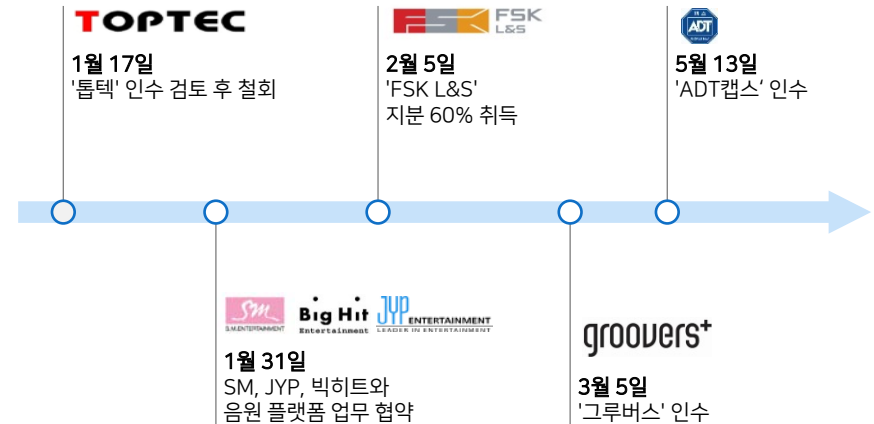 TOPTEC
1월 17일
'톱텍' 인수 검토 후 철회
FSK
L&S
2월 5일
'FSK L&S'
지분 60% 취득
ADT
5월 13일
'ADT캡스‘ 인수
SM
S.M.ENTERTAINMENT
Big Hit
Entertainment
JYP ENTERTAINMENT
LEADER IN ENTERTAINMENT
1월 31일
SM, JYP, 빅히트와
음원 플랫폼 업무 협약
groovers+
3월 5일
'그루버스' 인수